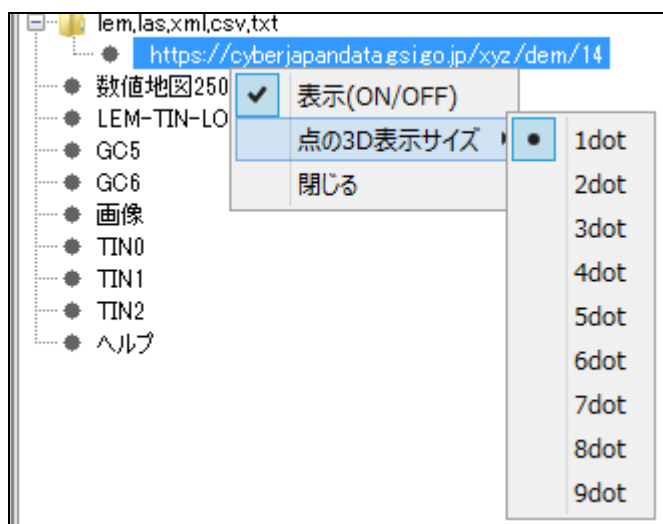 lem,las,xml,csv,txt
https://cyberjapandata.gsi.go.jp/xyz/dem/14
数値地図250
LEM-TIN-LO
GC5
GC6
画像
TIN0
TIN1
TIN2
ヘルプ
表示(ON/OFF)
点の3D表示サイズ
閉じる
1dot
2dot
3dot
4dot
5dot
6dot
7dot
8dot
9dot